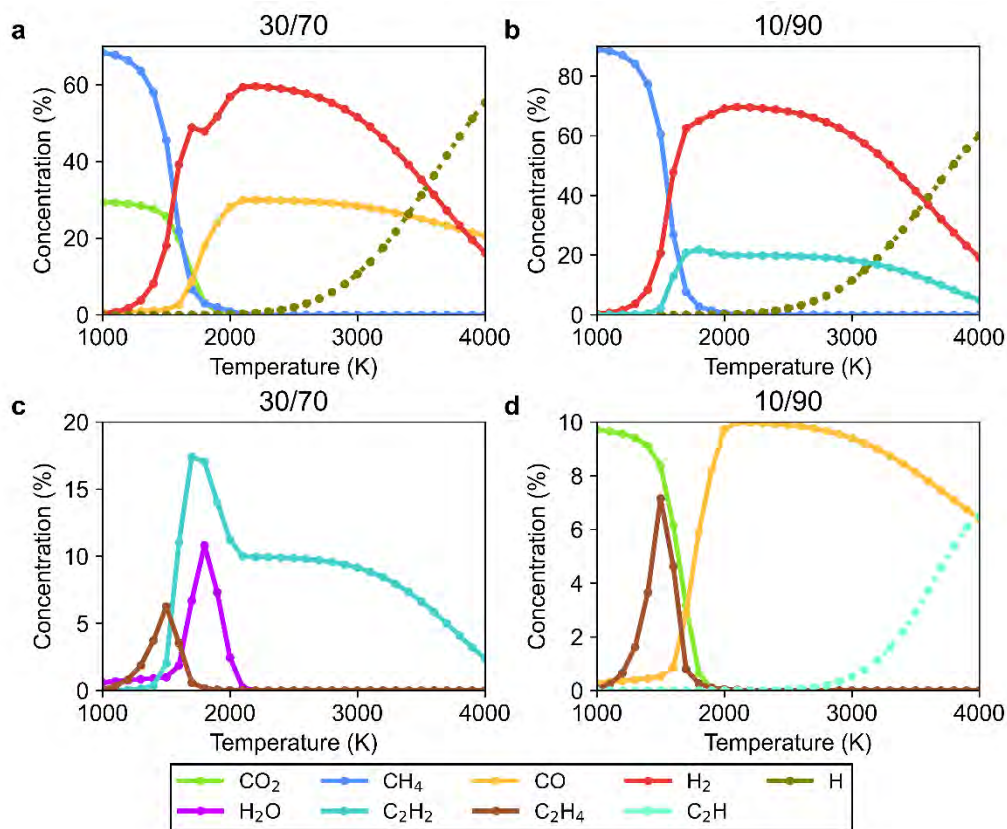 a 30/70
Concentration (%)
60
40
20
0
1000 2000 3000 4000
Temperature (K)
b 10/90
Concentration (%)
80
60
40
20
0
1000 2000 3000 4000
Temperature (K)
c 30/70
Concentration (%)
20
15
10
5
0
1000 2000 3000 4000
Temperature (K)
d 10/90
Concentration (%)
10
8
6
4
2
0
1000 2000 3000 4000
Temperature (K)
CO₂ CH₄ CO H₂ H
H₂O C₂H₂ C₂H₄ C₂H